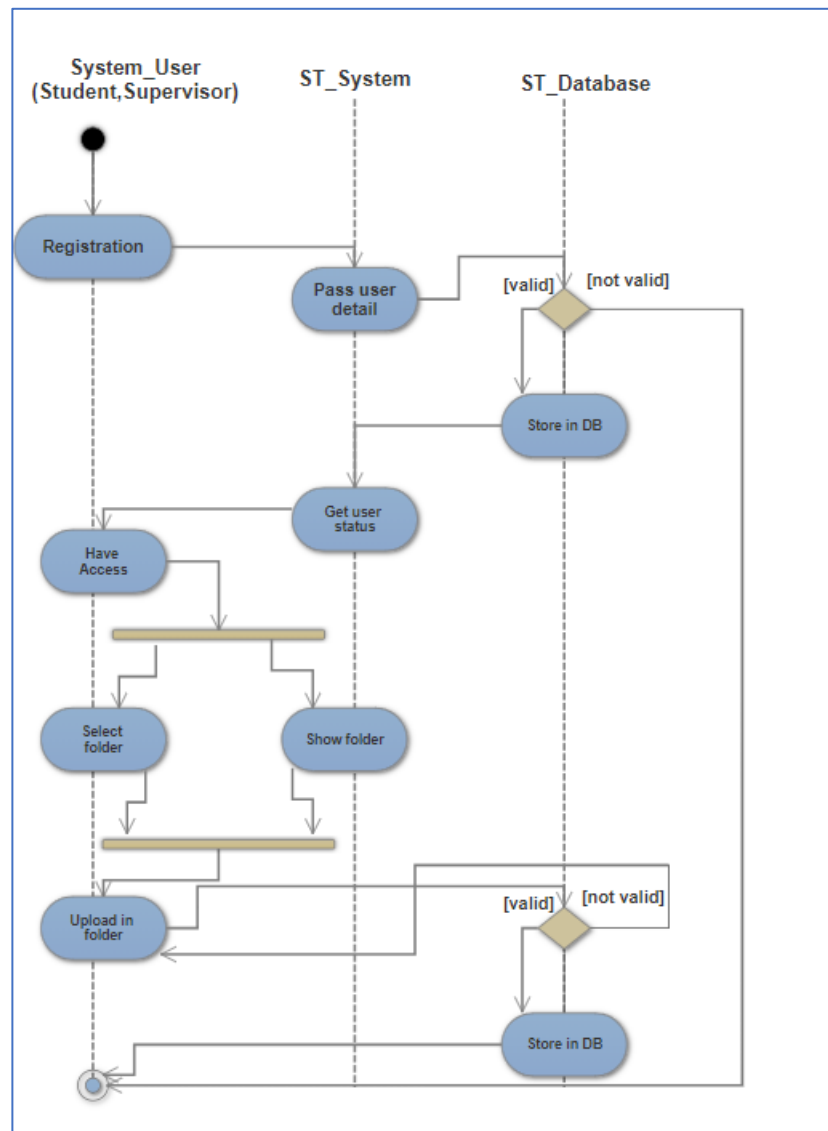 System_User
(Student,Supervisor)
ST_System
ST_Database
Registration
Pass user
detail
[valid]
[not valid]
Store in DB
Get user
status
Have
Access
Select
folder
Show folder
Upload in
folder
[valid]
[not valid]
Store in DB